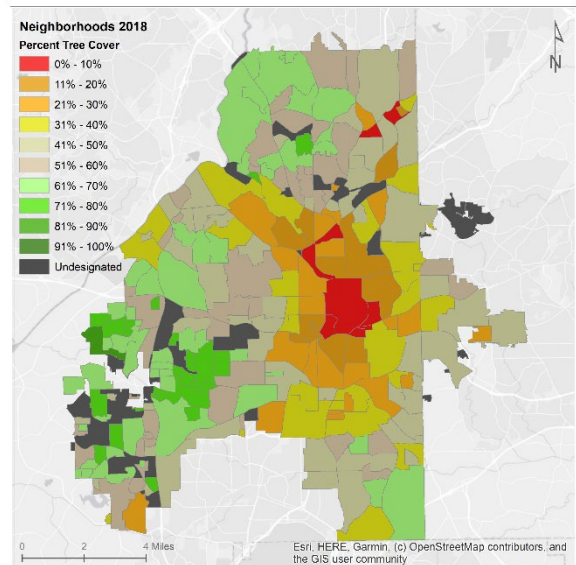 Neighborhoods 2018
Percent Tree Cover
0% - 10%
11% - 20%
21% - 30%
31% - 40%
41% - 50%
51% - 60%
61% - 70%
71% - 80%
81% - 90%
91% - 100%
Undesignated
N
0 2 4 Miles
Esri, HERE, Garmin, (c) OpenStreetMap contributors, and
the GIS user community